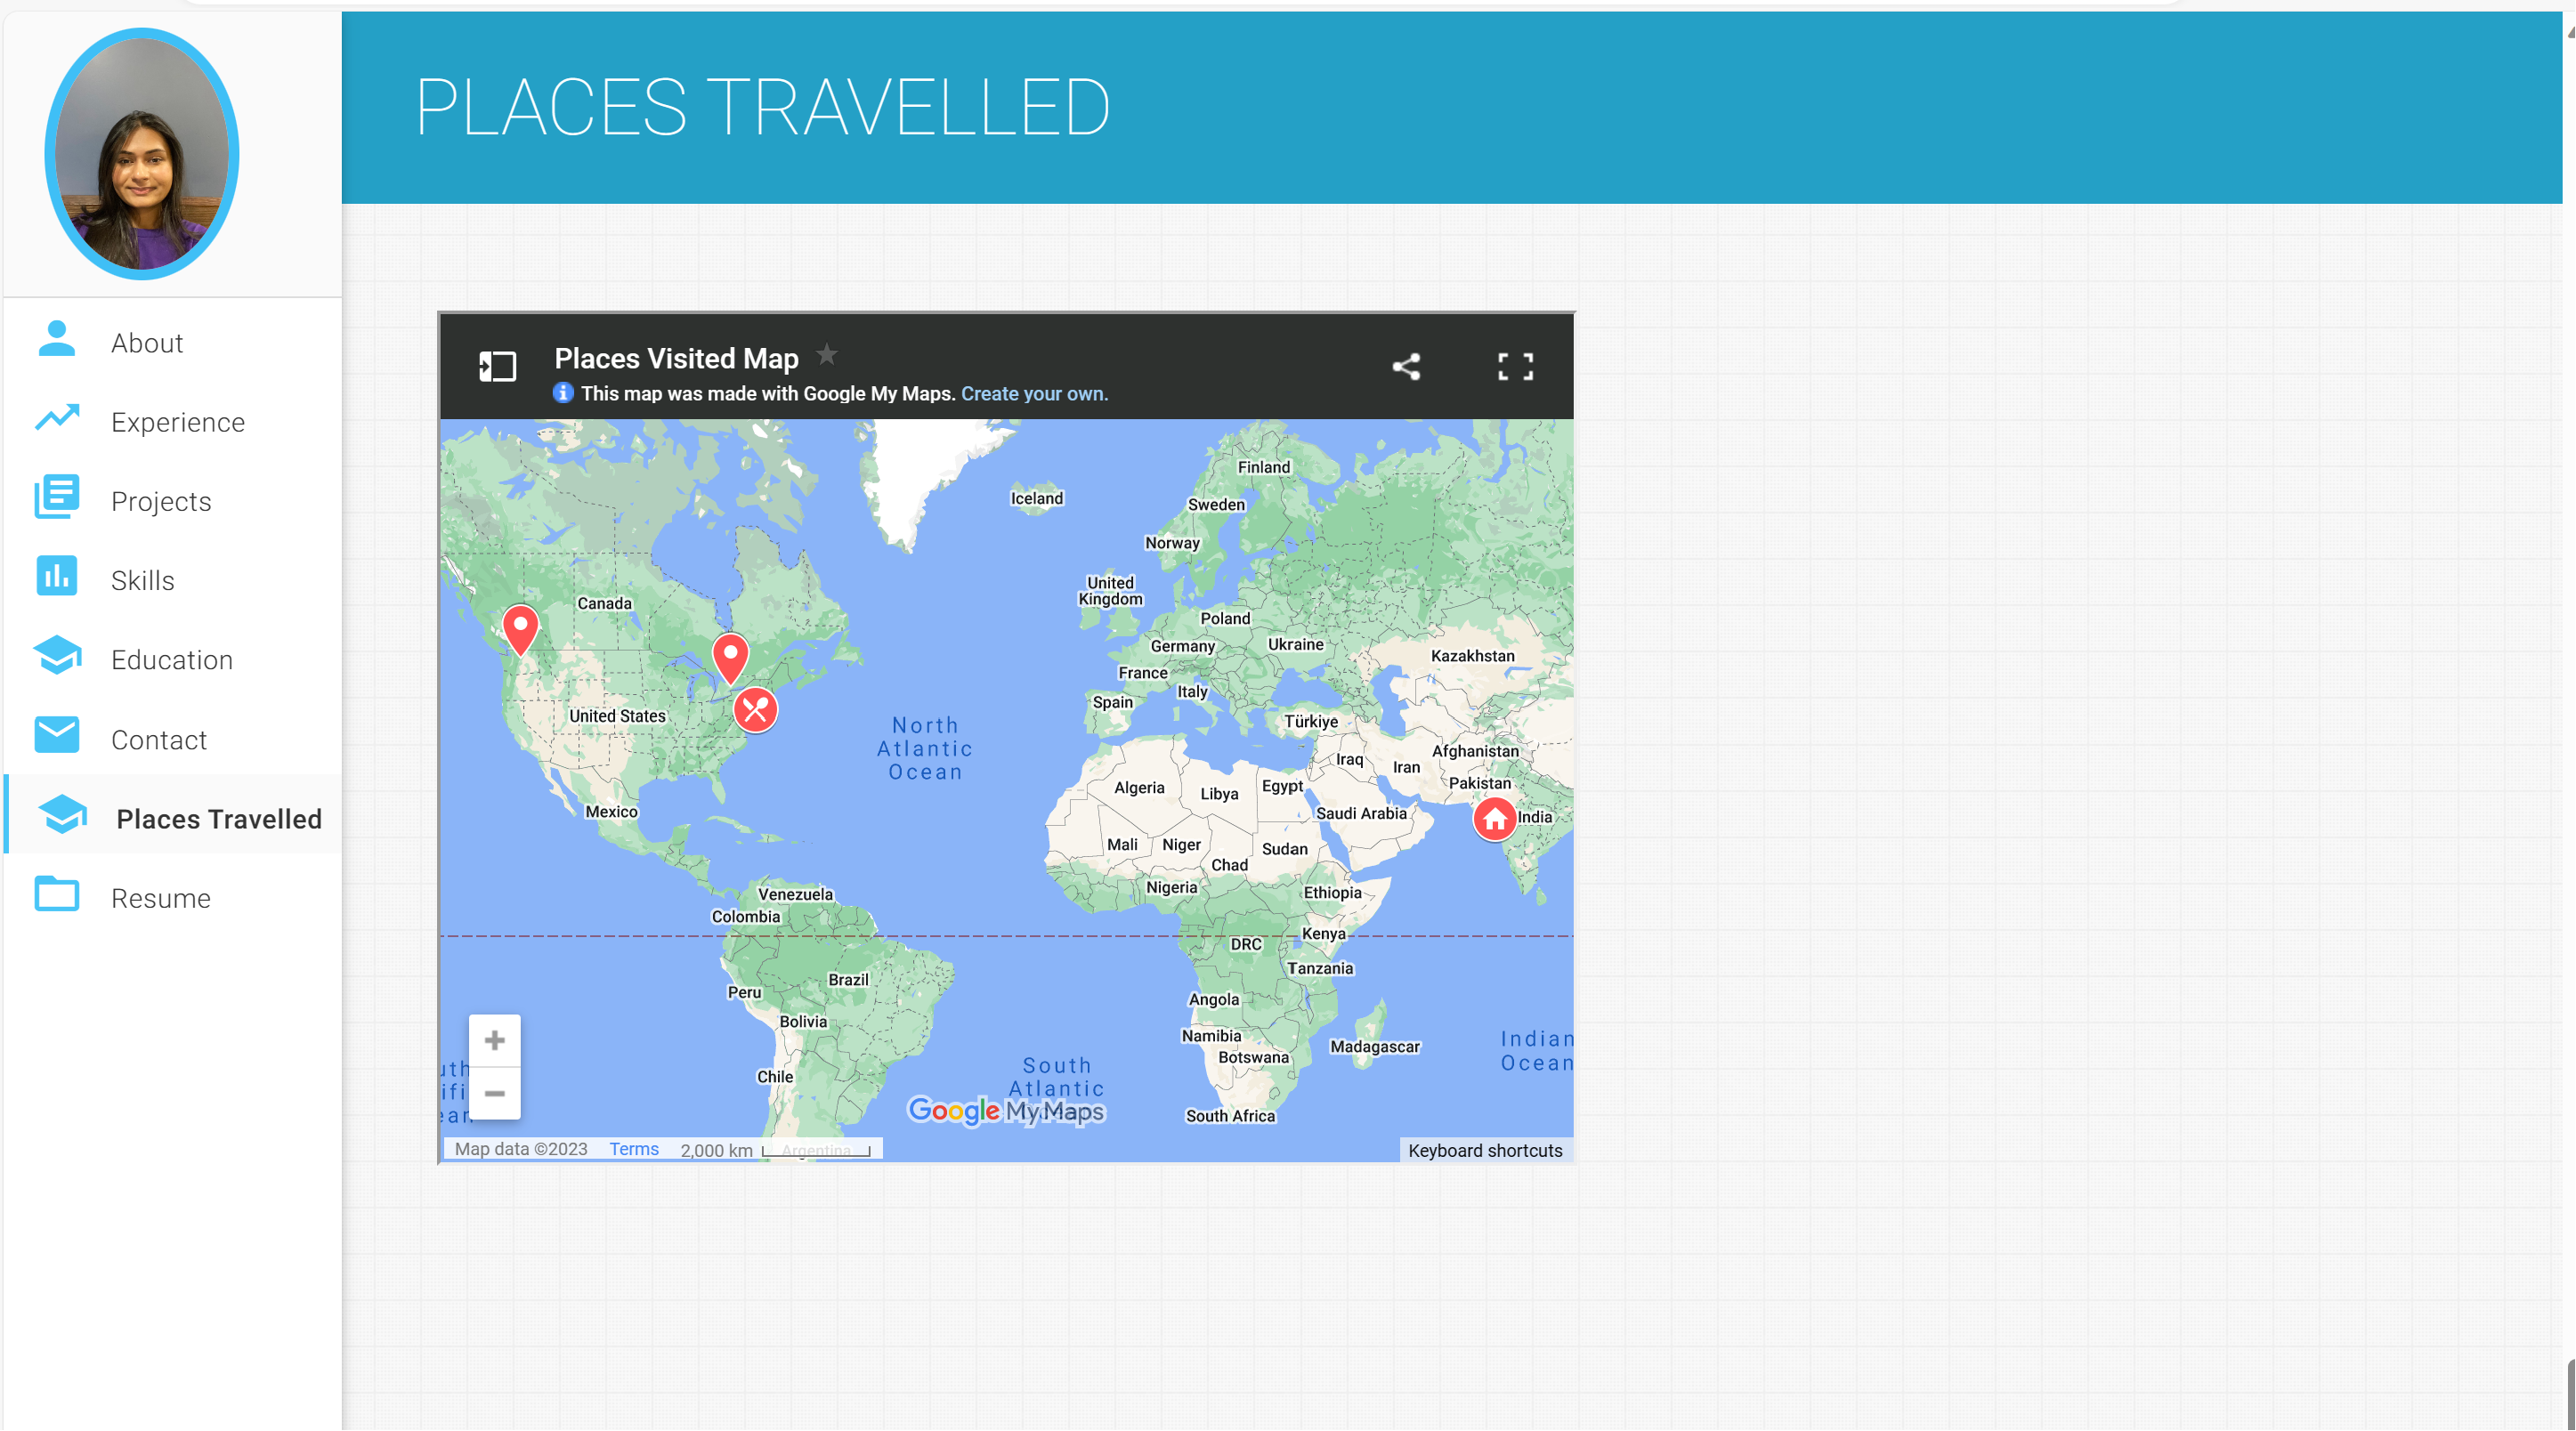 PLACES TRAVELLED
About
Experience
Projects
Skills
Education
Contact
Places Travelled
Resume
Places Visited Map
This map was made with Google My Maps. Create your own.
Finland
Iceland
Sweden
Norway
United
Kingdom
Canada
Poland
Germany
Ukraine
Kazakhstan
France
Italy
Spain
United States
Türkiye
North
Atlantic
Ocean
Afghanistan
Iraq
Iran
Pakistan
Algeria
Libya
Egypt
Saudi Arabia
India
Mexico
Mali
Niger
Sudan
Chad
Nigeria
Ethiopia
Venezuela
Colombia
Kenya
DRC
Tanzania
Brazil
Peru
Angola
Bolivia
Namibia
Botswana
Madagascar
Indian
Ocean
South
Atlantic
uth
ifi
ean
Chile
Google My Maps
South Africa
Map data ©2023 Terms 2,000 km
Argentina
Keyboard shortcuts